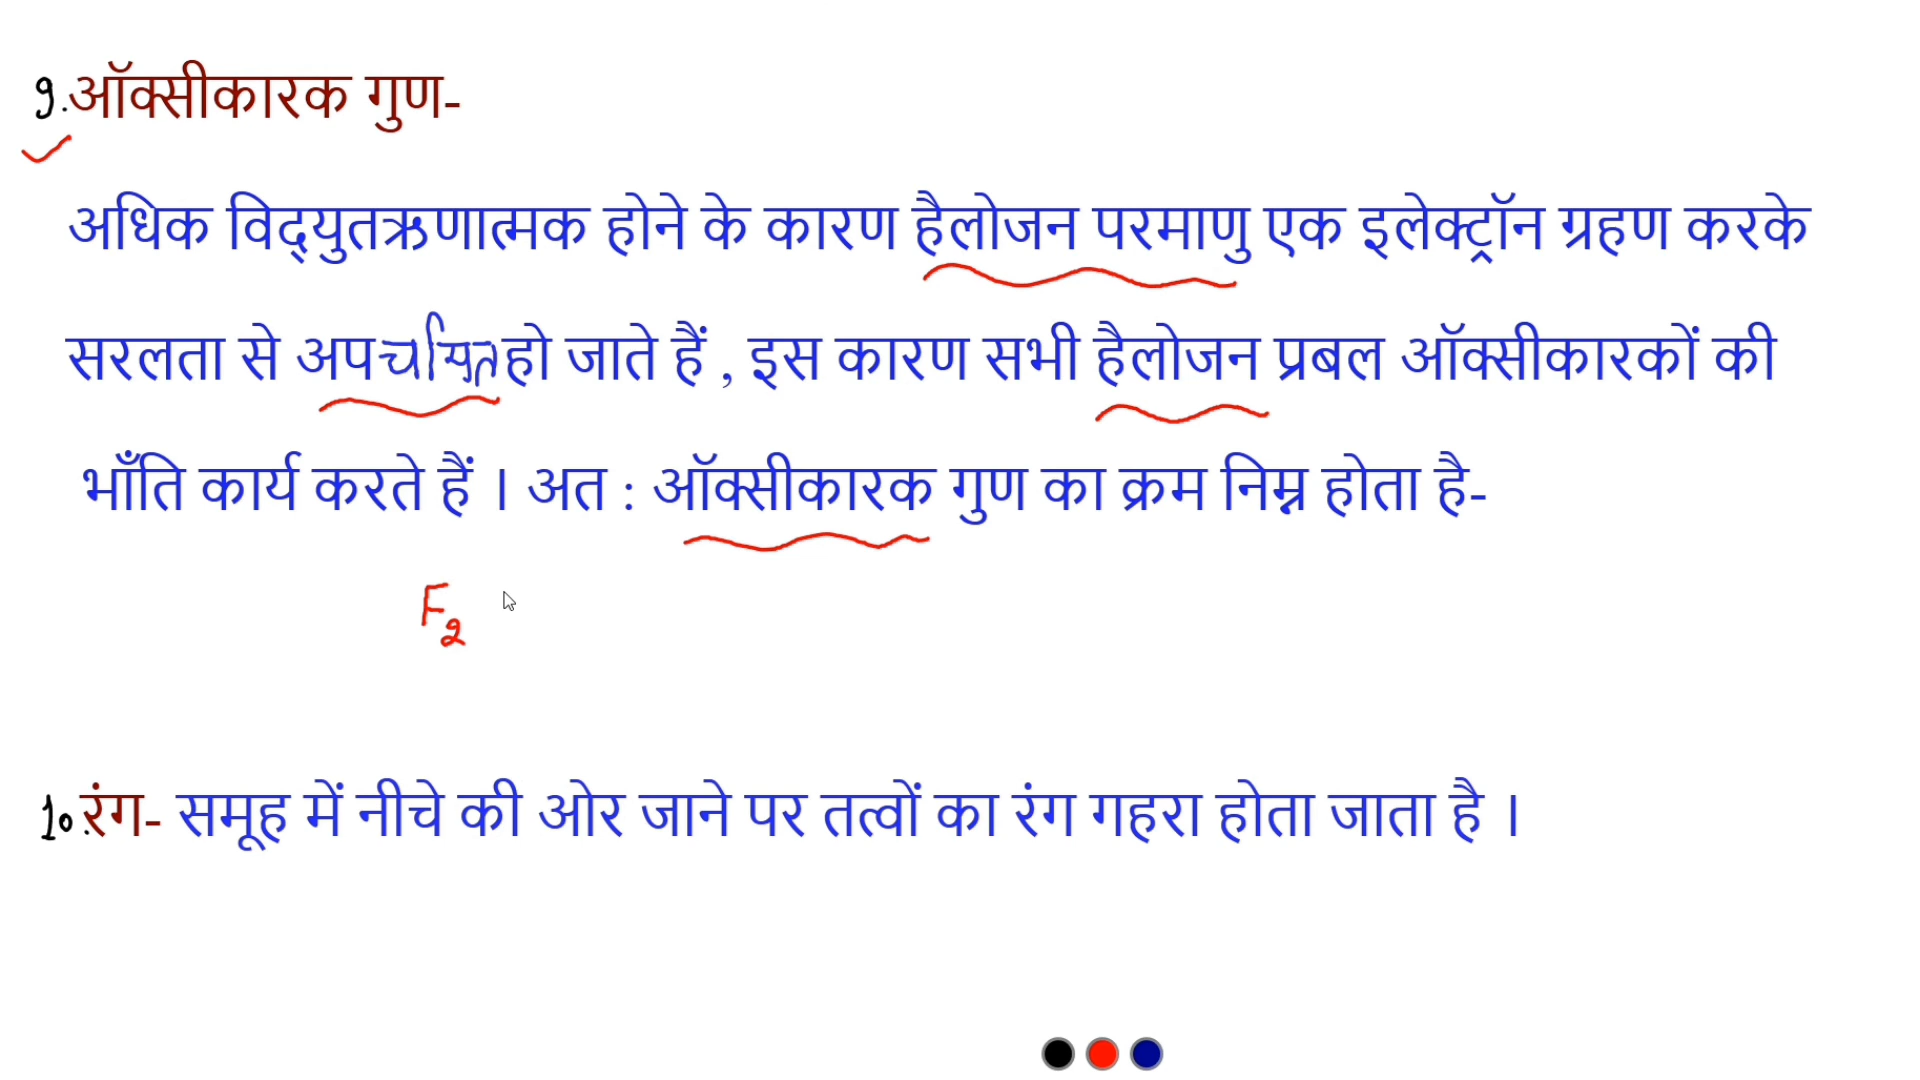 9.ऑक्सीकारक गुण-
अधिक विद्युतऋणात्मक होने के कारण हैलोजन परमाणु एक इलेक्ट्रॉन ग्रहण करके
सरलता से अपचयित हो जाते हैं , इस कारण सभी हैलोजन प्रबल ऑक्सीकारकों की
भाँति कार्य करते हैं । अत : ऑक्सीकारक गुण का क्रम निम्न होता है-
F₂
10.रंग- समूह में नीचे की ओर जाने पर तत्वों का रंग गहरा होता जाता है ।